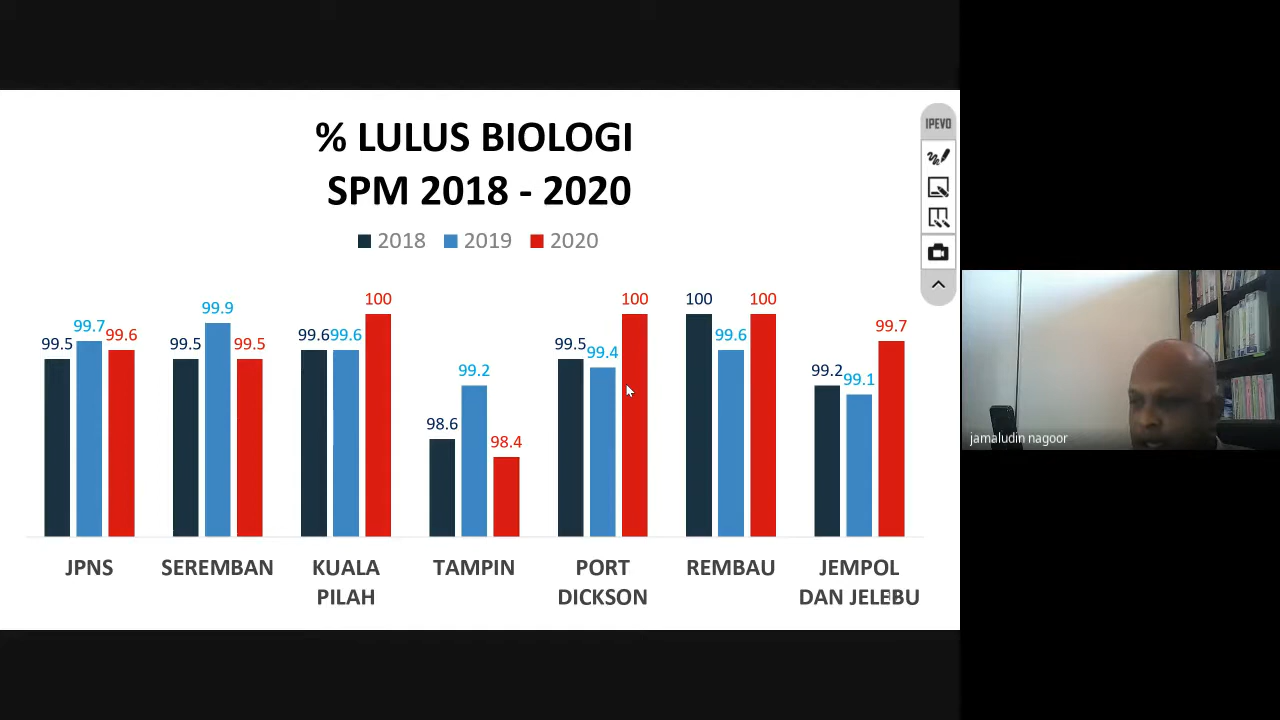 % LULUS BIOLOGI
SPM 2018 - 2020
2018 2019 2020
99.5 99.7 99.6
99.5 99.9 99.5
99.6 99.6 100
98.6 99.2 98.4
99.5 99.4 100
100 99.6 100
99.2 99.1 99.7
JPNS
SEREMBAN
KUALA
PILAH
TAMPIN
PORT
DICKSON
REMBAU
JEMPOL
DAN JELEBU
IPEVO
jamaludin nagoor